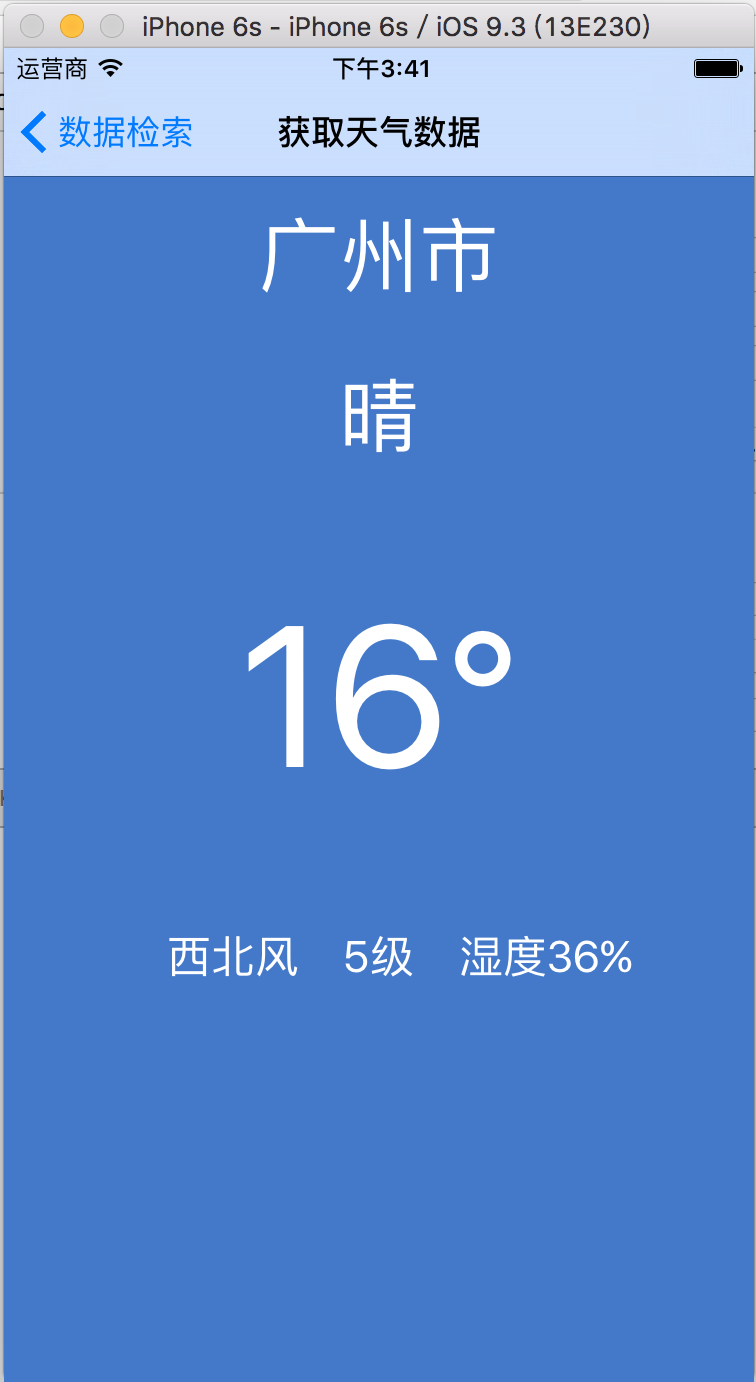 iPhone 6s - iPhone 6s / iOS 9.3 (13E230)
运营商 下午3:41
数据检索 获取天气数据
广州市
晴
16°
西北风 5级 湿度36%